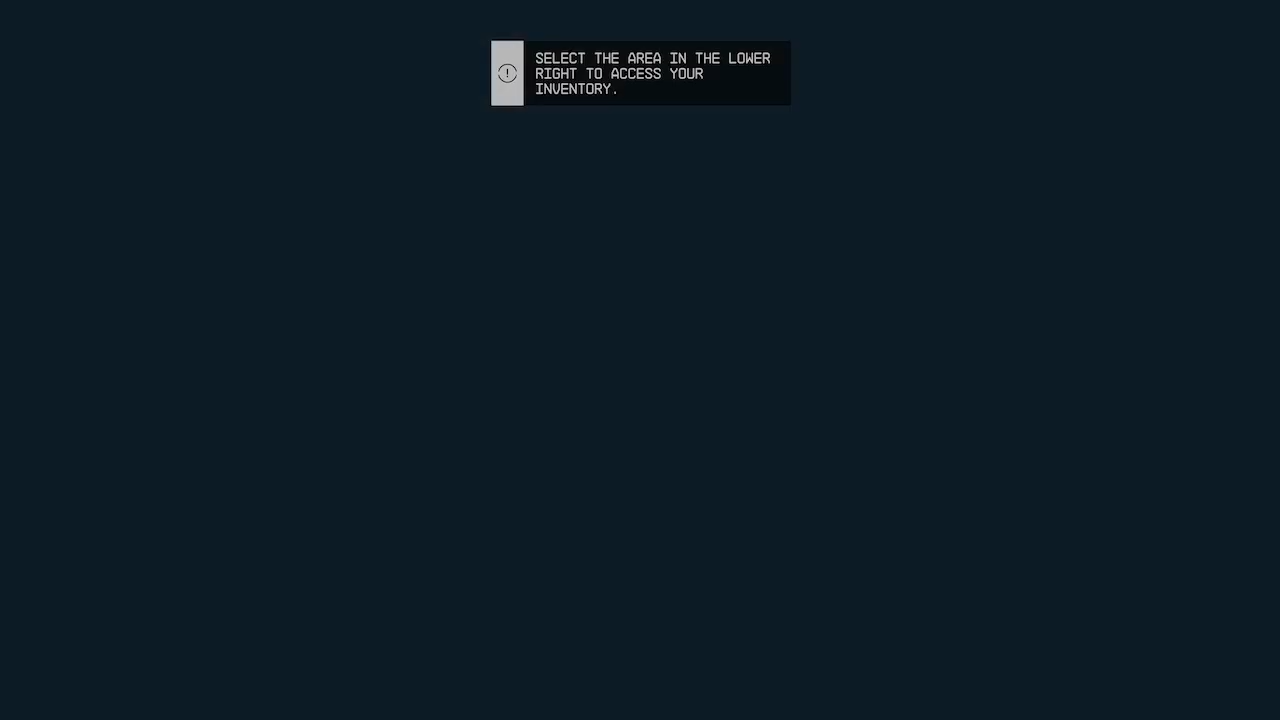 SELECT THE AREA IN THE LOWER
RIGHT TO ACCESS YOUR
INVENTORY.